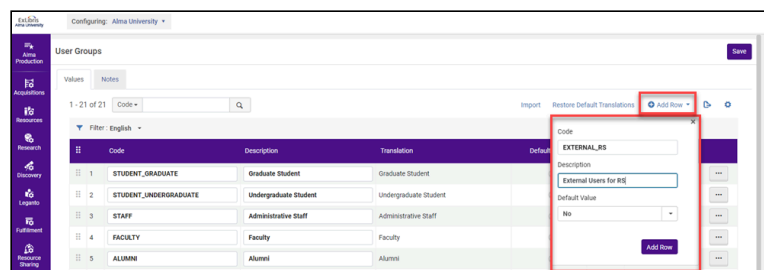 ExLibris
Alma University
Configuring: Alma University
Alma Production
Acquisitions
Resources
Research
Discovery
Leganto
Fulfillment
Resource Sharing
User Groups
Save
Values Notes
1 - 21 of 21 Code
Import Restore Default Translations Add Row
Filter: English
Code Description Translation Default
1 STUDENT_GRADUATE Graduate Student Graduate Student
2 STUDENT_UNDERGRADUATE Undergraduate Student Undergraduate Student
3 STAFF Administrative Staff Administrative Staff
4 FACULTY Faculty Faculty
5 ALUMNI Alumni Alumni
Code
EXTERNAL_RS
Description
External Users for RS
Default Value
No
Add Row